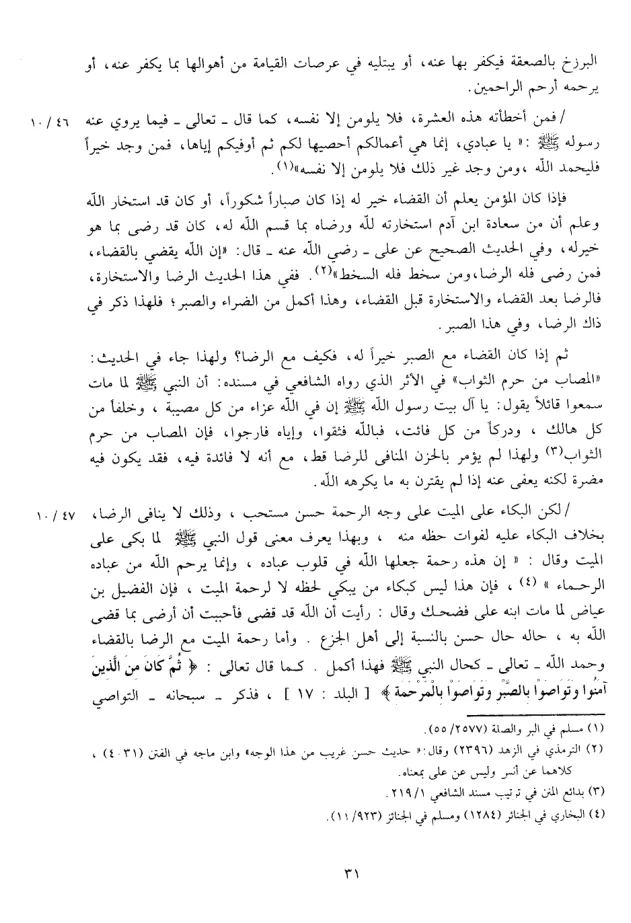 البرزخ بالصعقة فيكفر بها عنه، أو يبتليه في عرصات القيامة من أهوالها بما يكفر عنه، أو
يرحمه أرحم الراحمين.
/ فمن أخطأته هذه العشرة، فلا يلومن إلا نفسه، كما قال ـ تعالى ـ فيما يروي عنه ١٠/٤٦
رسوله ﷺ :« يا عبادي، إنما هي أعمالكم أحصيها لكم ثم أوفيكم إياها، فمن وجد خيراً
فليحمد الله ،ومن وجد غير ذلك فلا يلومن إلا نفسه»(١).
فإذا كان المؤمن يعلم أن القضاء خير له إذا كان صباراً شكوراً، أو كان قد استخار الله
وعلم أن من سعادة ابن آدم استخارته لله ورضاه بما قسم الله له، كان قد رضى بما هو
خيرله، وفي الحديث الصحيح عن على ـ رضي الله عنه ـ قال: «إن الله يقضي بالقضاء،
فمن رضى فله الرضا،ومن سخط فله السخط»(٢). ففي هذا الحديث الرضا والاستخارة،
فالرضا بعد القضاء والاستخارة قبل القضاء، وهذا أكمل من الضراء والصبر؛ فلهذا ذكر في
ذاك الرضا، وفي هذا الصبر.
ثم إذا كان القضاء مع الصبر خيراً له، فكيف مع الرضا؟ ولهذا جاء في الحديث:
«المصاب من حرم الثواب» في الأثر الذي رواه الشافعي في مسنده: أن النبي ﷺ لما مات
سمعوا قائلاً يقول: يا آل بيت رسول الله ﷺ إن في الله عزاء من كل مصيبة ، وخلفاً من
كل هالك ، ودركاً من كل فائت، فبالله فثقوا، وإياه فارجوا، فإن المصاب من حرم
الثواب(٣) ولهذا لم يؤمر بالحزن المنافى للرضا قط، مع أنه لا فائدة فيه، فقد يكون فيه
مضرة لكنه يعفى عنه إذا لم يقترن به ما يكرهه الله.
/لكن البكاء على الميت على وجه الرحمة حسن مستحب ، وذلك لا ينافى الرضا، ١٠/٤٧
بخلاف البكاء عليه لفوات حظه منه ، وبهذا يعرف معنى قول النبي ﷺ لما بكى على
الميت وقال : « إن هذه رحمة جعلها الله في قلوب عباده ، وإنما يرحم الله من عباده
الرحماء » (٤) ، فإن هذا ليس كبكاء من يبكي لحظه لا لرحمة الميت ، فإن الفضيل بن
عياض لما مات ابنه على فضحك وقال : رأيت أن الله قد قضى فأحببت أن أرضى بما قضى
الله به ، حاله حال حسن بالنسبة إلى أهل الجزع . وأما رحمة الميت مع الرضا بالقضاء
وحمد الله ـ تعالى ـ كحال النبي ﷺ فهذا أكمل . كما قال تعالى : ﴿ ثُمَّ كَانَ مِنَ الَّذِينَ
آمَنُوا وَتَوَاصَوْا بِالصَّبْرِ وَتَوَاصَوْا بِالْمَرْحَمَةِ ﴾ [ البلد : ١٧ ] ، فذكر ـ سبحانه ـ التواصي
(١) مسلم في البر والصلة (٥٥/٢٥٧٧).
(٢) الترمذي في الزهد (٢٣٩٦) وقال:« حديث حسن غريب من هذا الوجه» وابن ماجه في الفتن (٤٠٣١) ،
كلاهما عن أنس وليس عن على بمعناه.
(٣) بدائع المنن في ترتيب مسند الشافعي ٢١٩/١.
(٤) البخاري في الجنائز (١٢٨٤) ومسلم في الجنائز (١١/٩٢٣).
٣١